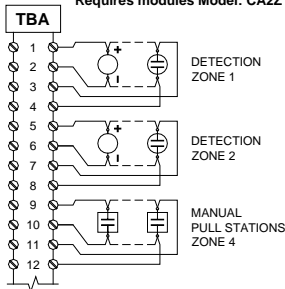 Requires modules Model: CA2Z
TBA
1
2
3
4
5
6
7
8
9
10
11
12
+
-
DETECTION
ZONE 1
+
-
DETECTION
ZONE 2
MANUAL
PULL STATIONS
ZONE 4